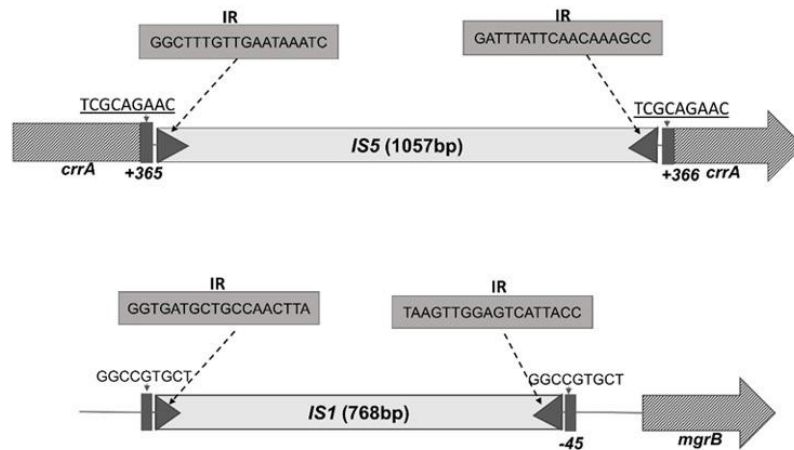 IR
GGCTTTGTTGAATAAATC
IR
GATTTATTCAACAAAGCC
TCGCAGAAC
TCGCAGAAC
IS5 (1057bp)
crrA
+365
+366 crrA
IR
GGTGATGCTGCCAACTTA
IR
TAAGTTGGAGTCATTACC
GGCCGTGCT
GGCCGTGCT
IS1 (768bp)
-45
mgrB